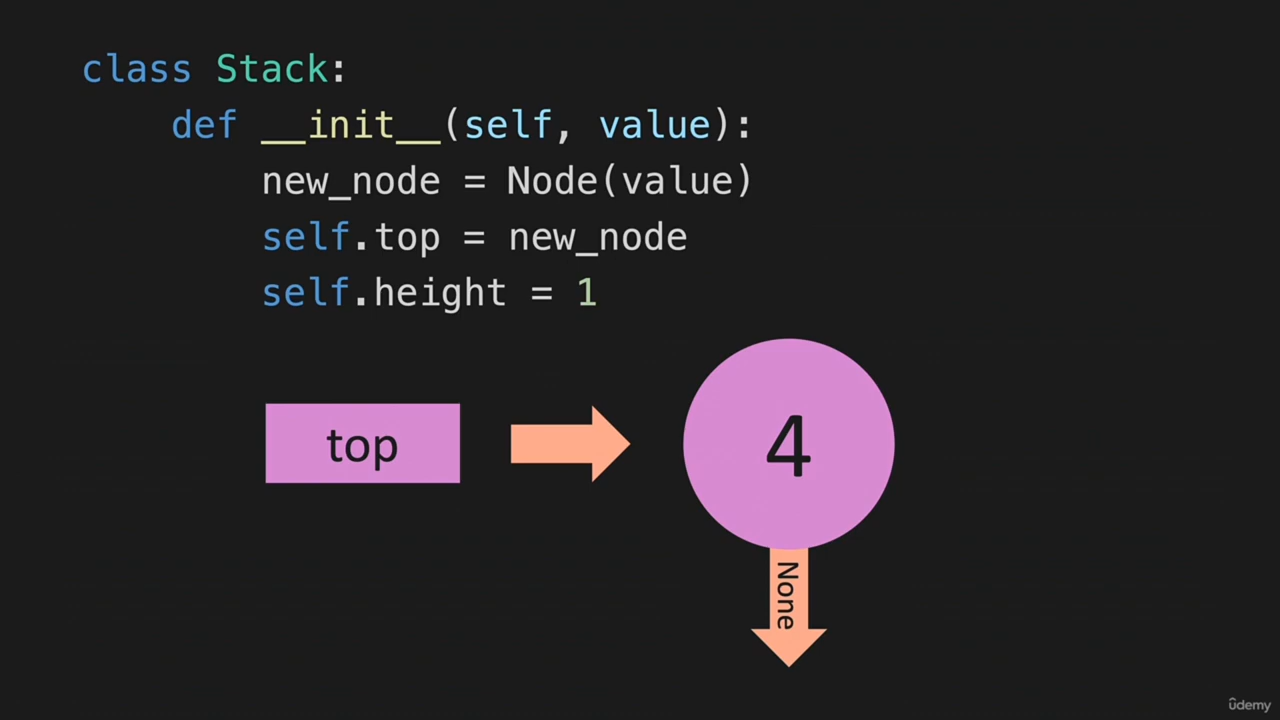 class Stack:
    def __init__(self, value):
        new_node = Node(value)
        self.top = new_node
        self.height = 1
top
4
None
ûdemy